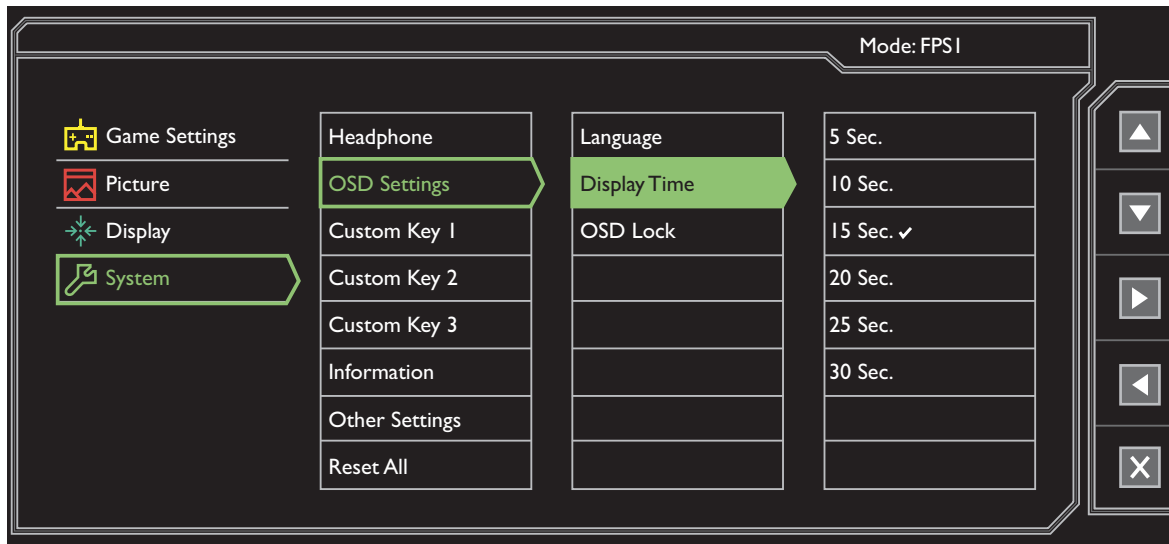 Mode: FPS1
Game Settings
Picture
Display
System
Headphone
OSD Settings
Custom Key 1
Custom Key 2
Custom Key 3
Information
Other Settings
Reset All
Language
Display Time
OSD Lock
5 Sec.
10 Sec.
15 Sec. ✔
20 Sec.
25 Sec.
30 Sec.